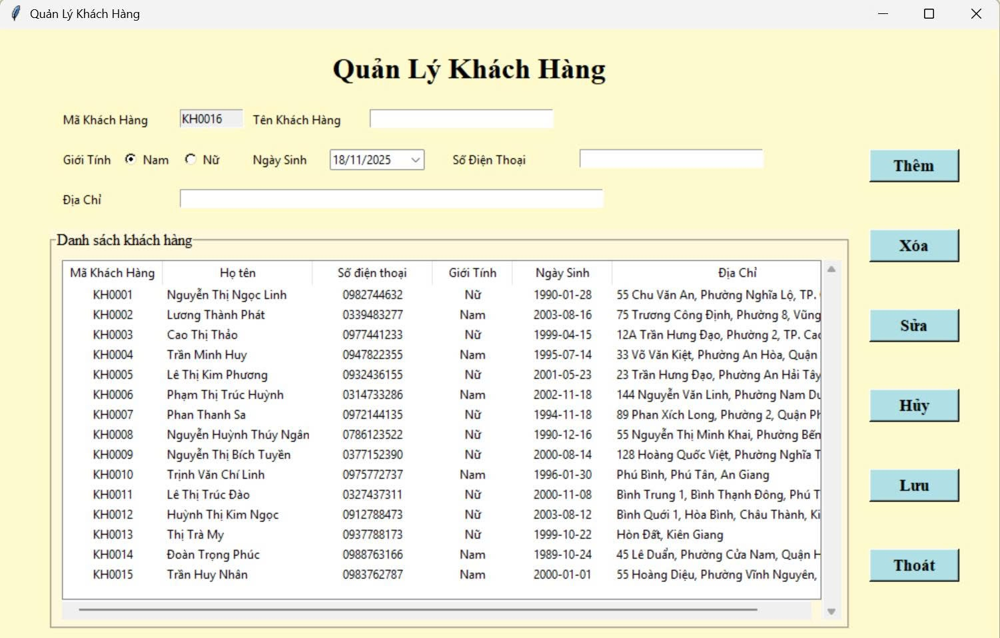 Quản Lý Khách Hàng
Quản Lý Khách Hàng
Mã Khách Hàng KH0016 Tên Khách Hàng
Giới Tính Nam Nữ Ngày Sinh 18/11/2025 Số Điện Thoại
Thêm
Địa Chỉ
Xóa
Sửa
Hủy
Lưu
Thoát
Danh sách khách hàng
Mã Khách Hàng Họ tên Số điện thoại Giới Tính Ngày Sinh Địa Chỉ
KH0001 Nguyễn Thị Ngọc Linh 0982744632 Nữ 1990-01-28 55 Chu Văn An, Phường Nghĩa Lộ, TP.
KH0002 Lương Thành Phát 0339483277 Nam 2003-08-16 75 Trương Công Định, Phường 8, Vũng
KH0003 Cao Thị Thảo 0977441233 Nữ 1999-04-15 12A Trần Hưng Đạo, Phường 2, TP. Cao
KH0004 Trần Minh Huy 0947822355 Nam 1995-07-14 33 Võ Văn Kiệt, Phường An Hòa, Quận
KH0005 Lê Thị Kim Phương 0932436155 Nữ 2001-05-23 23 Trần Hưng Đạo, Phường An Hải Tây
KH0006 Phạm Thị Trúc Huỳnh 0314733286 Nam 2002-11-18 144 Nguyễn Văn Linh, Phường Nam Du
KH0007 Phan Thanh Sa 0972144135 Nữ 1994-11-18 89 Phan Xích Long, Phường 2, Quận Ph
KH0008 Nguyễn Huỳnh Thúy Ngân 0786123522 Nữ 1990-12-16 55 Nguyễn Thị Minh Khai, Phường Bến
KH0009 Nguyễn Thị Bích Tuyền 0377152390 Nữ 2000-08-14 128 Hoàng Quốc Việt, Phường Nghĩa T
KH0010 Trịnh Văn Chí Linh 0975772737 Nam 1996-01-30 Phú Bình, Phú Tân, An Giang
KH0011 Lê Thị Trúc Đào 0327437311 Nữ 2000-11-08 Bình Trung 1, Bình Thạnh Đông, Phú T
KH0012 Huỳnh Thị Kim Ngọc 0912788473 Nữ 2003-08-12 Bình Quới 1, Hòa Bình, Châu Thành, Ki
KH0013 Thị Trà My 0937788173 Nữ 1999-10-22 Hòn Đất, Kiên Giang
KH0014 Đoàn Trọng Phúc 0988763166 Nam 1989-10-24 45 Lê Duẩn, Phường Cửa Nam, Quận H
KH0015 Trần Huy Nhân 0983762787 Nam 2000-01-01 55 Hoàng Diệu, Phường Vĩnh Nguyên,